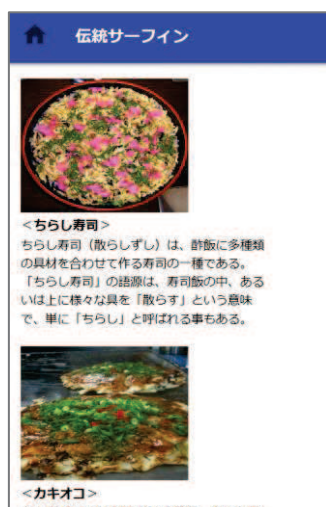 伝統サーフィン
＜ちらし寿司＞
ちらし寿司（散らしずし）は、酢飯に多種類
の具材を合わせて作る寿司の一種である。
「ちらし寿司」の語源は、寿司飯の中、ある
いは上に様々な具を「散らす」という意味
で、単に「ちらし」と呼ばれる事もある。
＜カキオコ＞